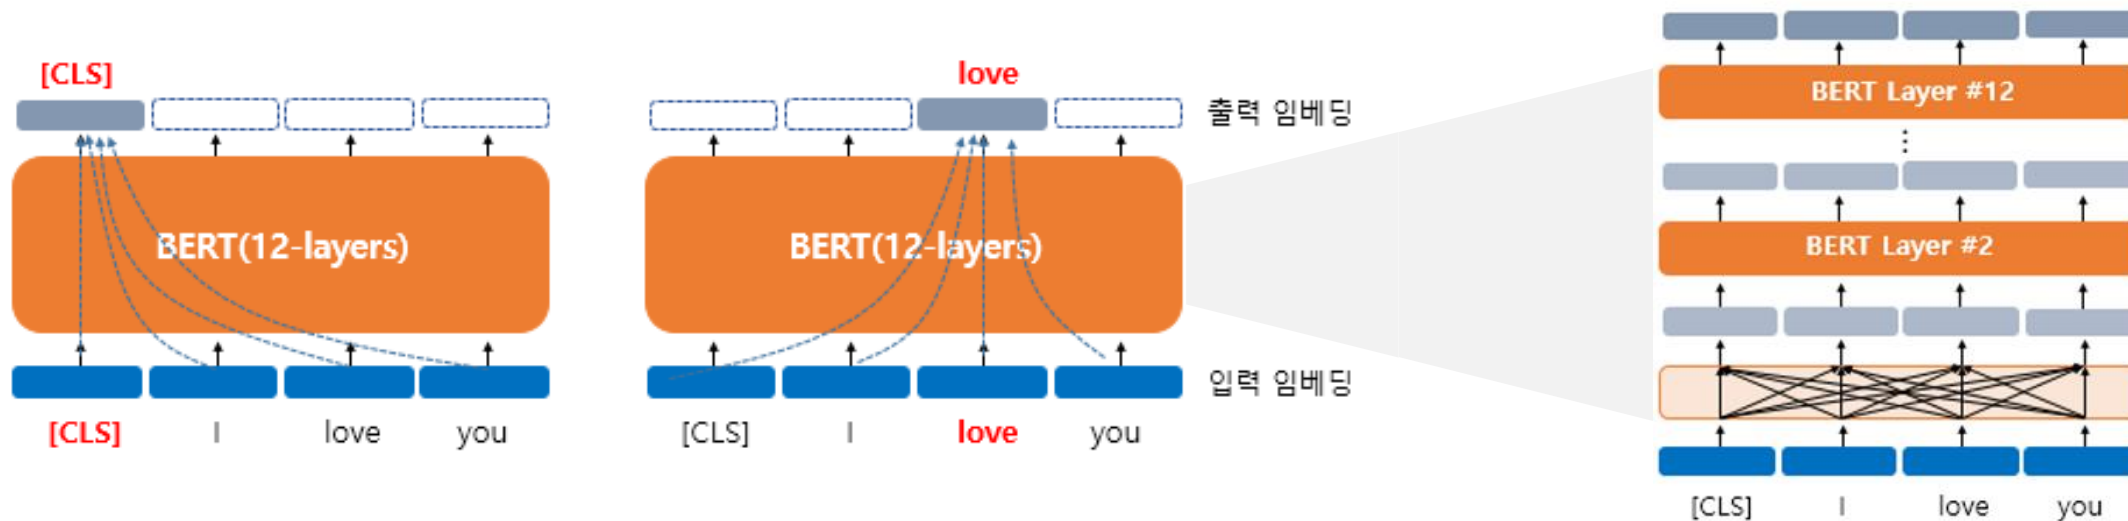 [CLS]
BERT(12-layers)
[CLS] I love you
love
출력 임베딩
BERT(12-layers)
입력 임베딩
[CLS] I love you
BERT Layer #12
BERT Layer #2
[CLS] I love you